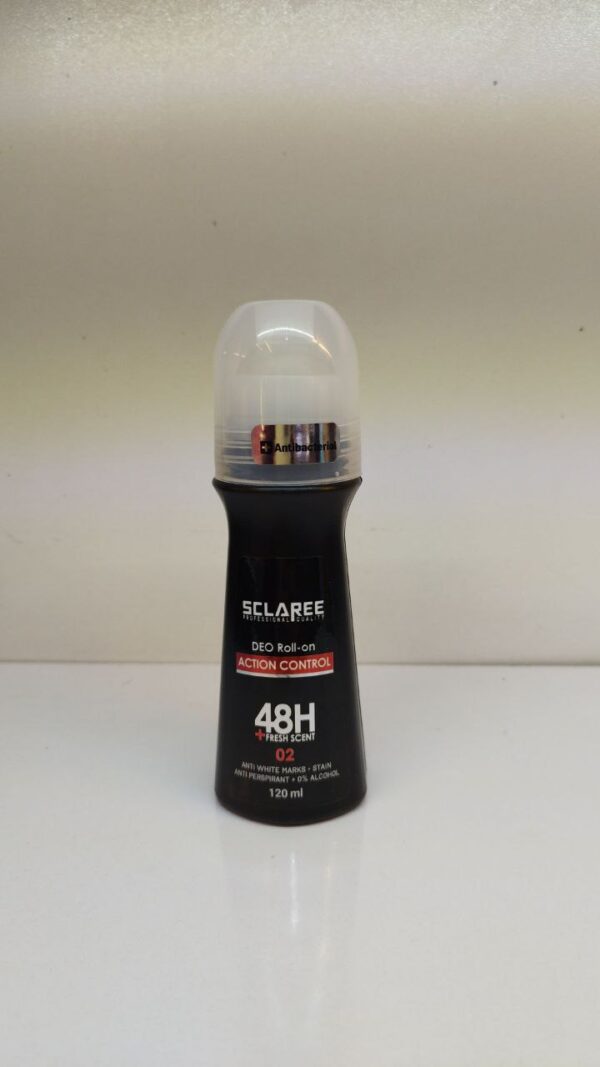 + Antibacterial
SCLAREE
PROFESSIONAL QUALITY
DEO Roll-on
ACTION CONTROL
48H
+FRESH SCENT
02
ANTI WHITE MARKS - STAIN
ANTI PERSPIRANT + 0% ALCOHOL
120 ml